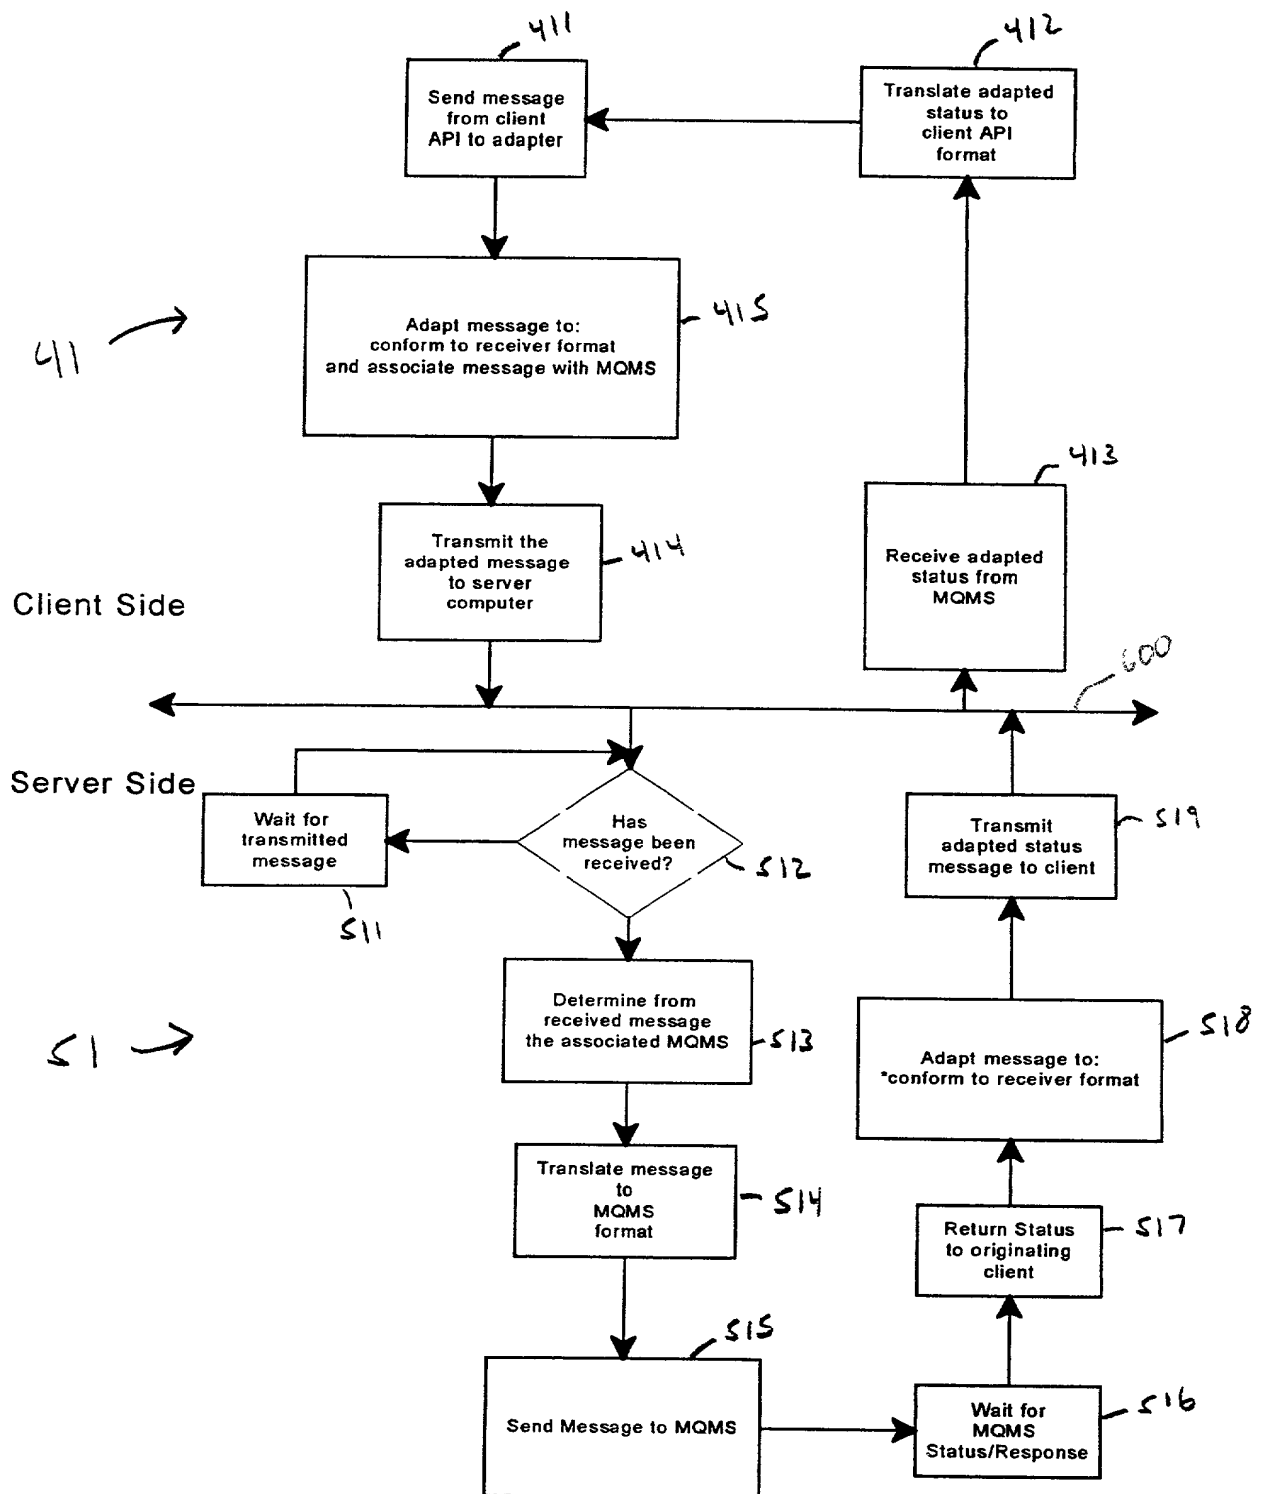 411
412
Send message
from client
API to adapter
Translate adapted
status to
client API
format
415
41
Adapt message to:
conform to receiver format
and associate message with MQMS
413
Transmit the
adapted message
to server
computer
414
Receive adapted
status from
MQMS
Client Side
600
Server Side
Wait for
transmitted
message
Has
message been
received?
Transmit
adapted status
message to client
519
512
511
Determine from
received message
the associated MQMS
513
518
51
Adapt message to:
*conform to receiver format
Translate message
to
MQMS
format
514
Return Status
to originating
client
517
515
Send Message to MQMS
Wait for
MQMS
Status/Response
516